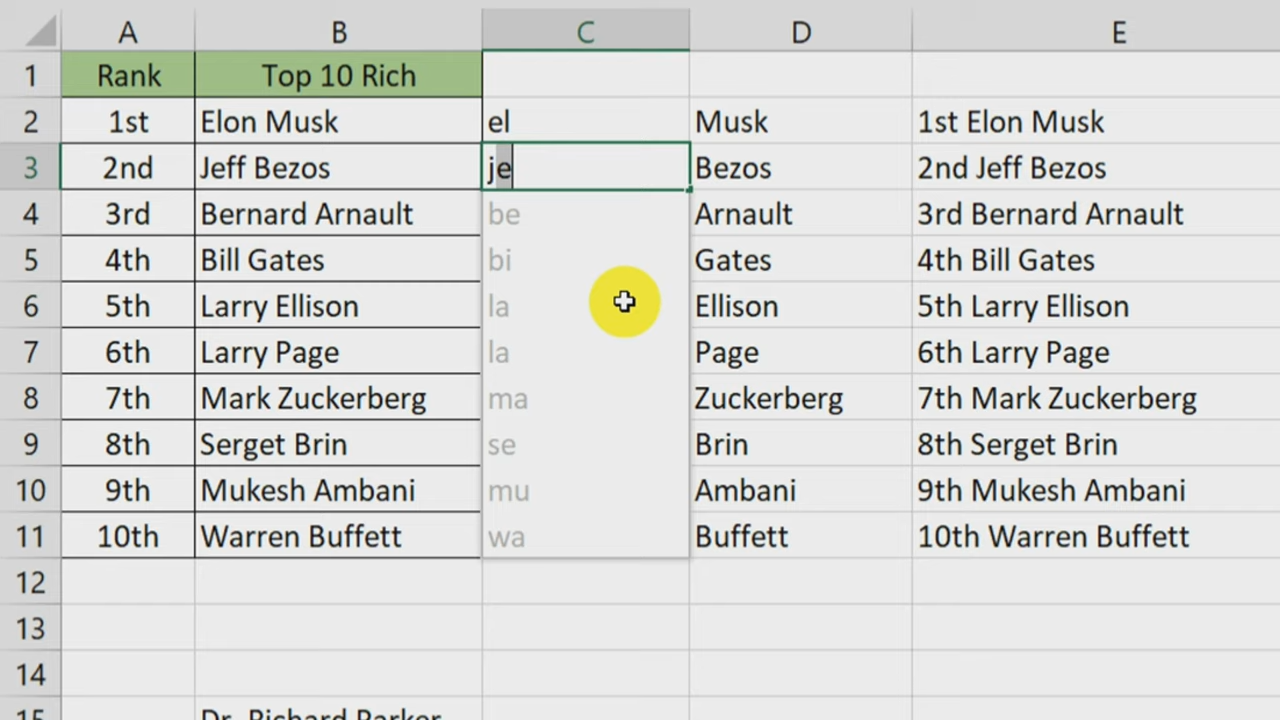 A B C D E
1 Rank Top 10 Rich
2 1st Elon Musk el Musk 1st Elon Musk
3 2nd Jeff Bezos je Bezos 2nd Jeff Bezos
4 3rd Bernard Arnault be Arnault 3rd Bernard Arnault
5 4th Bill Gates bi Gates 4th Bill Gates
6 5th Larry Ellison la Ellison 5th Larry Ellison
7 6th Larry Page la Page 6th Larry Page
8 7th Mark Zuckerberg ma Zuckerberg 7th Mark Zuckerberg
9 8th Serget Brin se Brin 8th Serget Brin
10 9th Mukesh Ambani mu Ambani 9th Mukesh Ambani
11 10th Warren Buffett wa Buffett 10th Warren Buffett
12
13
14
15 Dr. Richard Parker